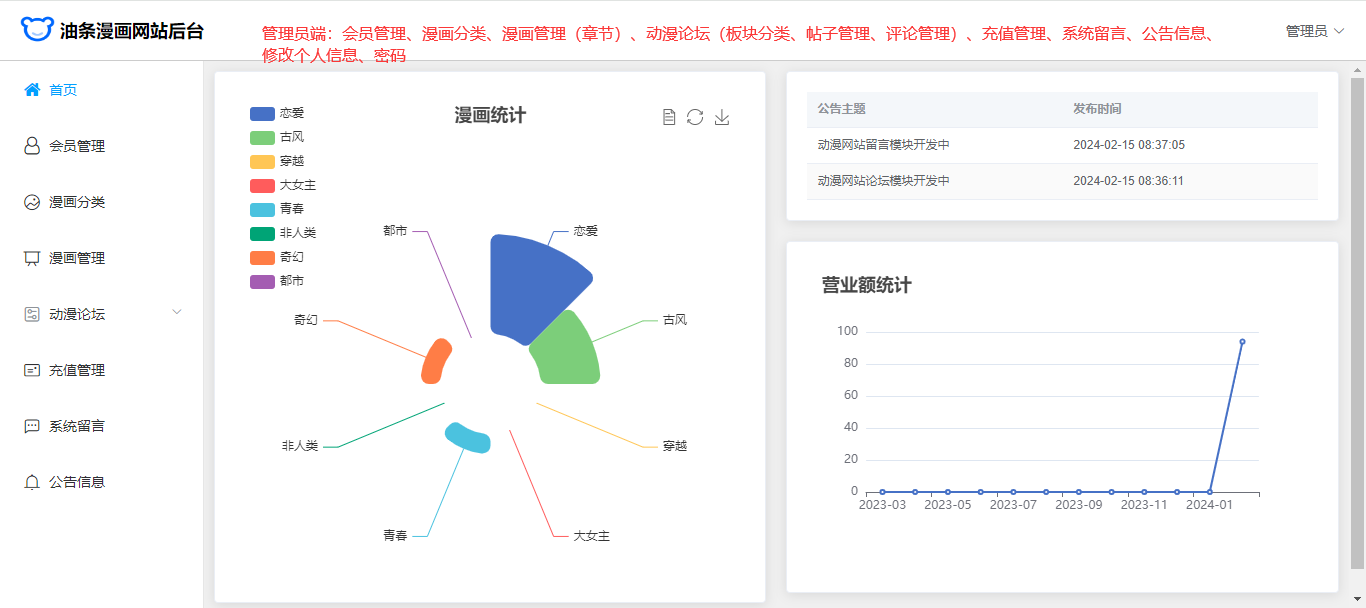 油条漫画网站后台
管理员端：会员管理、漫画分类、漫画管理（章节）、动漫论坛（板块分类、帖子管理、评论管理）、充值管理、系统留言、公告信息、
修改个人信息、密码
管理员
首页
会员管理
漫画分类
漫画管理
动漫论坛
充值管理
系统留言
公告信息
漫画统计
恋爱
古风
穿越
大女主
青春
非人类
奇幻
都市
都市
恋爱
奇幻
古风
非人类
穿越
青春
大女主
公告主题 发布时间
动漫网站留言模块开发中 2024-02-15 08:37:05
动漫网站论坛模块开发中 2024-02-15 08:36:11
营业额统计
100
80
60
40
20
0
2023-03 2023-05 2023-07 2023-09 2023-11 2024-01